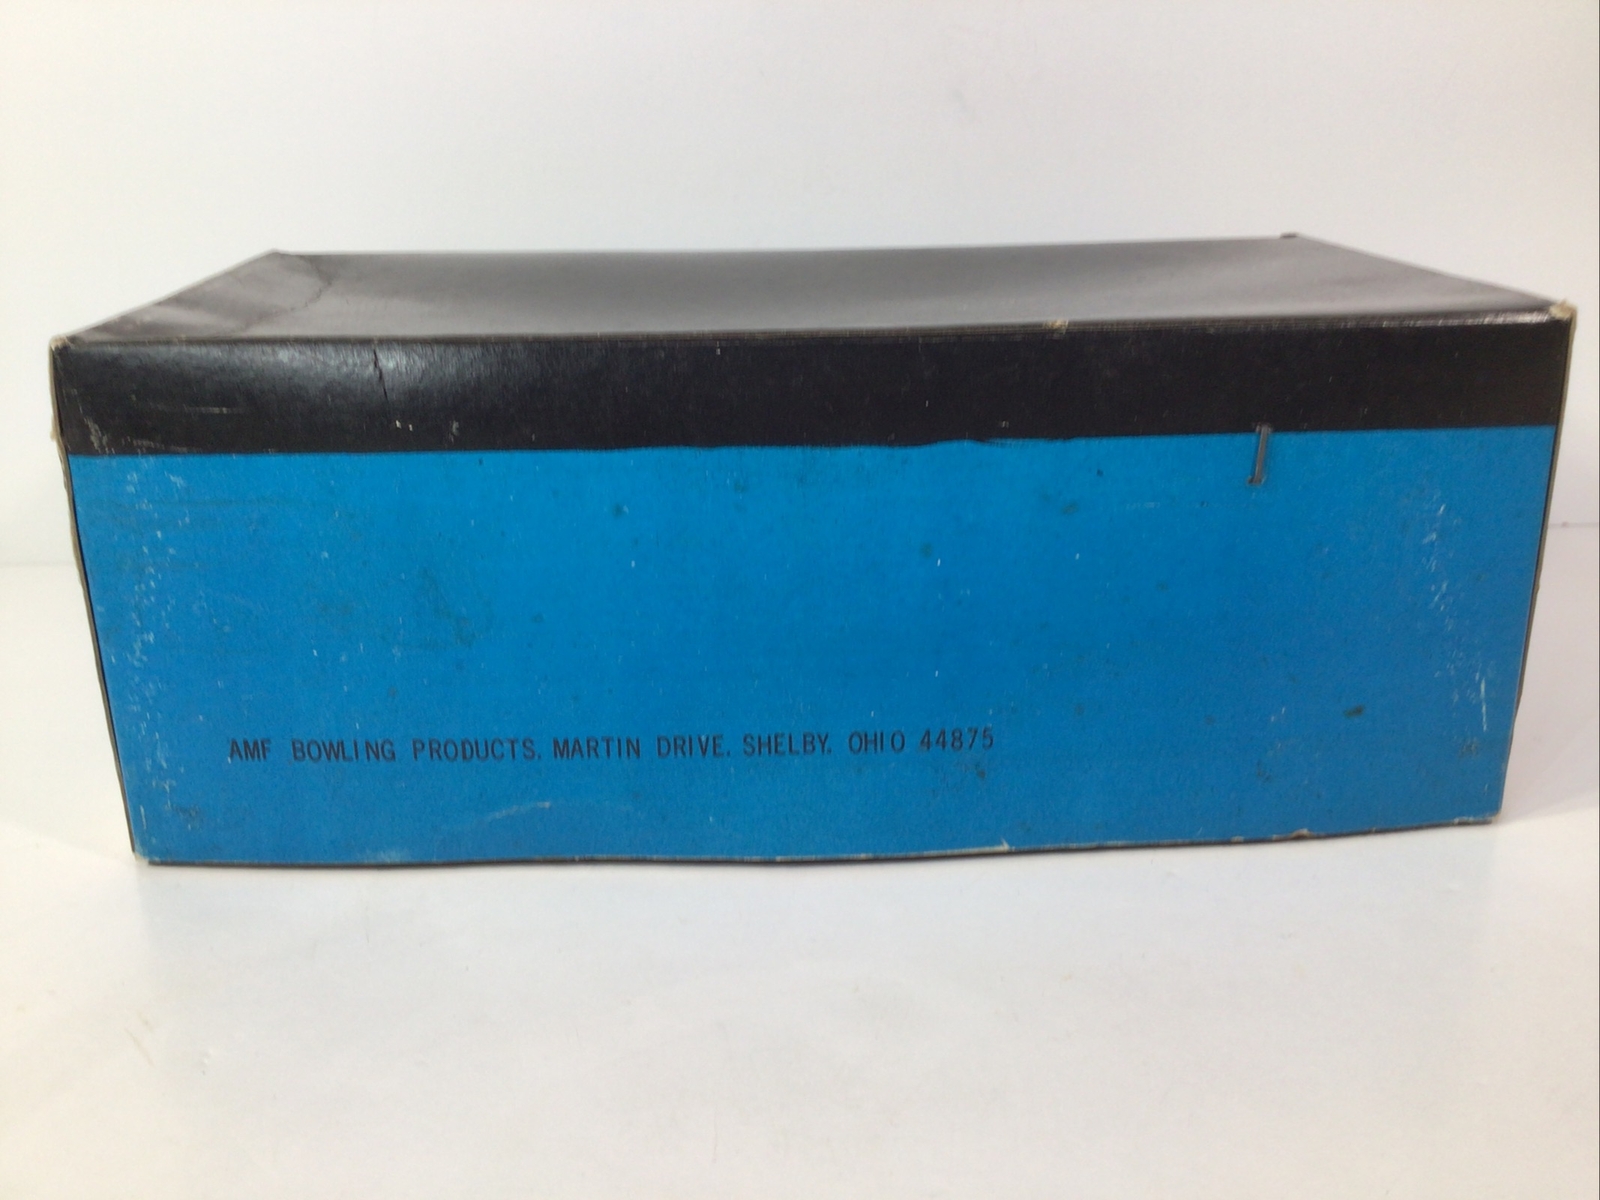 AMF BOWLING PRODUCTS. MARTIN DRIVE. SHELBY. OHIO 44875